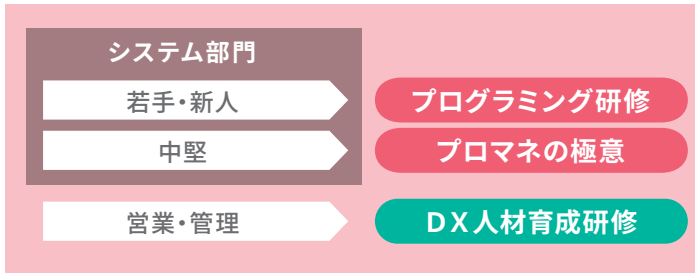 システム部門
若手・新人
プログラミング研修
中堅
プロマネの極意
営業・管理
DX人材育成研修